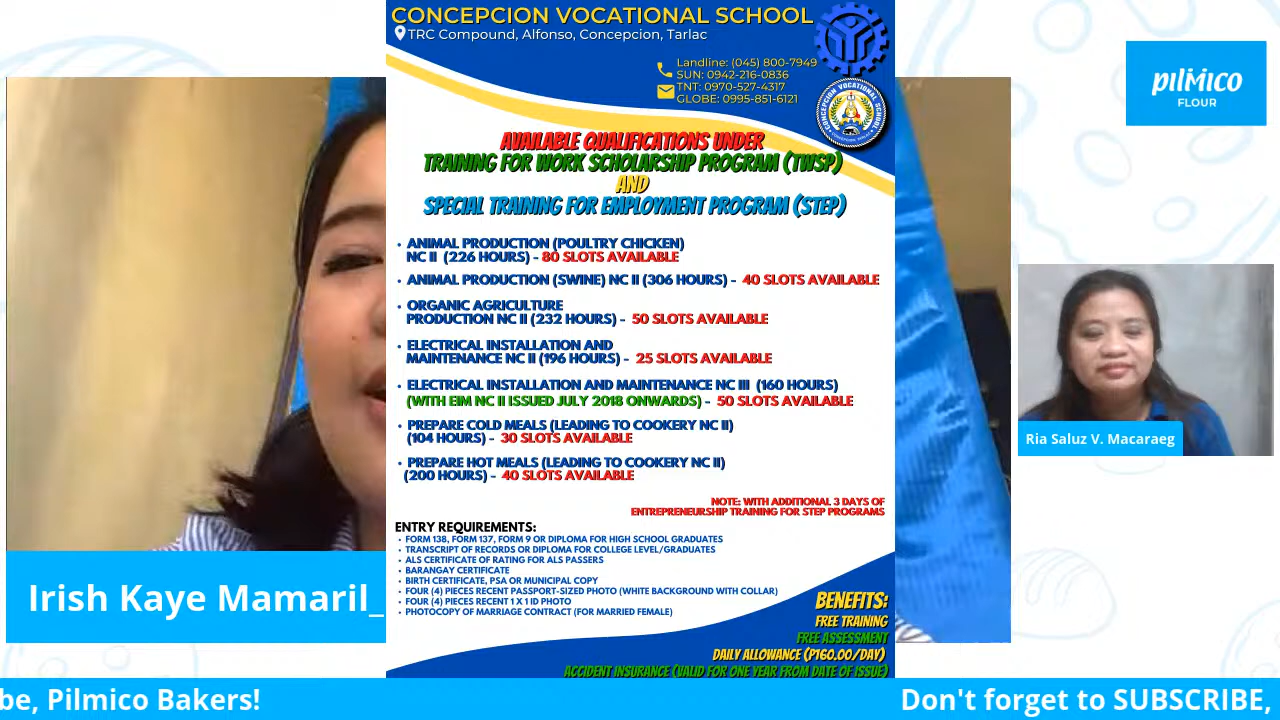 CONCEPCION VOCATIONAL SCHOOL
TRC Compound, Alfonso, Concepcion, Tarlac
Landline: (045) 800-7949
SUN: 0942-216-0836
TNT: 0970-527-4317
GLOBE: 0995-851-6121
CONCEPCION VOCATIONAL SCHOOL
AVAILABLE QUALIFICATIONS UNDER
TRAINING FOR WORK SCHOLARSHIP PROGRAM (TWSP)
AND
SPECIAL TRAINING FOR EMPLOYMENT PROGRAM (STEP)
• ANIMAL PRODUCTION (POULTRY CHICKEN)
NC II (226 HOURS) - 80 SLOTS AVAILABLE
• ANIMAL PRODUCTION (SWINE) NC II (306 HOURS) - 40 SLOTS AVAILABLE
• ORGANIC AGRICULTURE
PRODUCTION NC II (232 HOURS) - 50 SLOTS AVAILABLE
• ELECTRICAL INSTALLATION AND
MAINTENANCE NC II (196 HOURS) - 25 SLOTS AVAILABLE
• ELECTRICAL INSTALLATION AND MAINTENANCE NC III (160 HOURS)
(WITH EIM NC II ISSUED JULY 2018 ONWARDS) - 50 SLOTS AVAILABLE
• PREPARE COLD MEALS (LEADING TO COOKERY NC II)
(104 HOURS) - 30 SLOTS AVAILABLE
• PREPARE HOT MEALS (LEADING TO COOKERY NC II)
(200 HOURS) - 40 SLOTS AVAILABLE
NOTE: WITH ADDITIONAL 3 DAYS OF
ENTREPRENEURSHIP TRAINING FOR STEP PROGRAMS
ENTRY REQUIREMENTS:
• FORM 138, FORM 137, FORM 9 OR DIPLOMA FOR HIGH SCHOOL GRADUATES
• TRANSCRIPT OF RECORDS OR DIPLOMA FOR COLLEGE LEVEL/GRADUATES
• ALS CERTIFICATE OF RATING FOR ALS PASSERS
• BARANGAY CERTIFICATE
• BIRTH CERTIFICATE, PSA OR MUNICIPAL COPY
• FOUR (4) PIECES RECENT PASSPORT-SIZED PHOTO (WHITE BACKGROUND WITH COLLAR)
• FOUR (4) PIECES RECENT 1 X 1 ID PHOTO
• PHOTOCOPY OF MARRIAGE CONTRACT (FOR MARRIED FEMALE)
BENEFITS:
FREE TRAINING
FREE ASSESSMENT
DAILY ALLOWANCE (P160.00/DAY)
ACCIDENT INSURANCE (VALID FOR ONE YEAR FROM DATE OF ISSUE)
pilmico
FLOUR
Ria Saluz V. Macaraeg
Irish Kaye Mamaril_
be, Pilmico Bakers!
Don't forget to SUBSCRIBE,